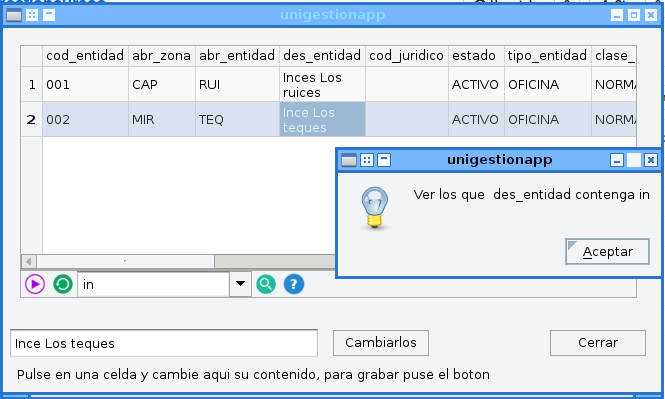 unigestionapp
cod_entidad abr_zona abr_entidad des_entidad cod_juridico estado tipo_entidad clase_
1 001 CAP RUI Inces Los ruices ACTIVO OFICINA NORMA
2 002 MIR TEQ Ince Los teques ACTIVO OFICINA NORMA
unigestionapp
Ver los que des_entidad contenga in
Aceptar
in
?
Ince Los teques
Cambiarlos
Cerrar
Pulse en una celda y cambie aqui su contenido, para grabar puse el boton